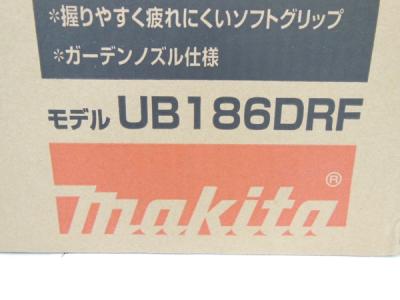 *握りやすく疲れにくいソフトグリップ
*ガーデンノズル仕様
モデル UB186DRF
makita®